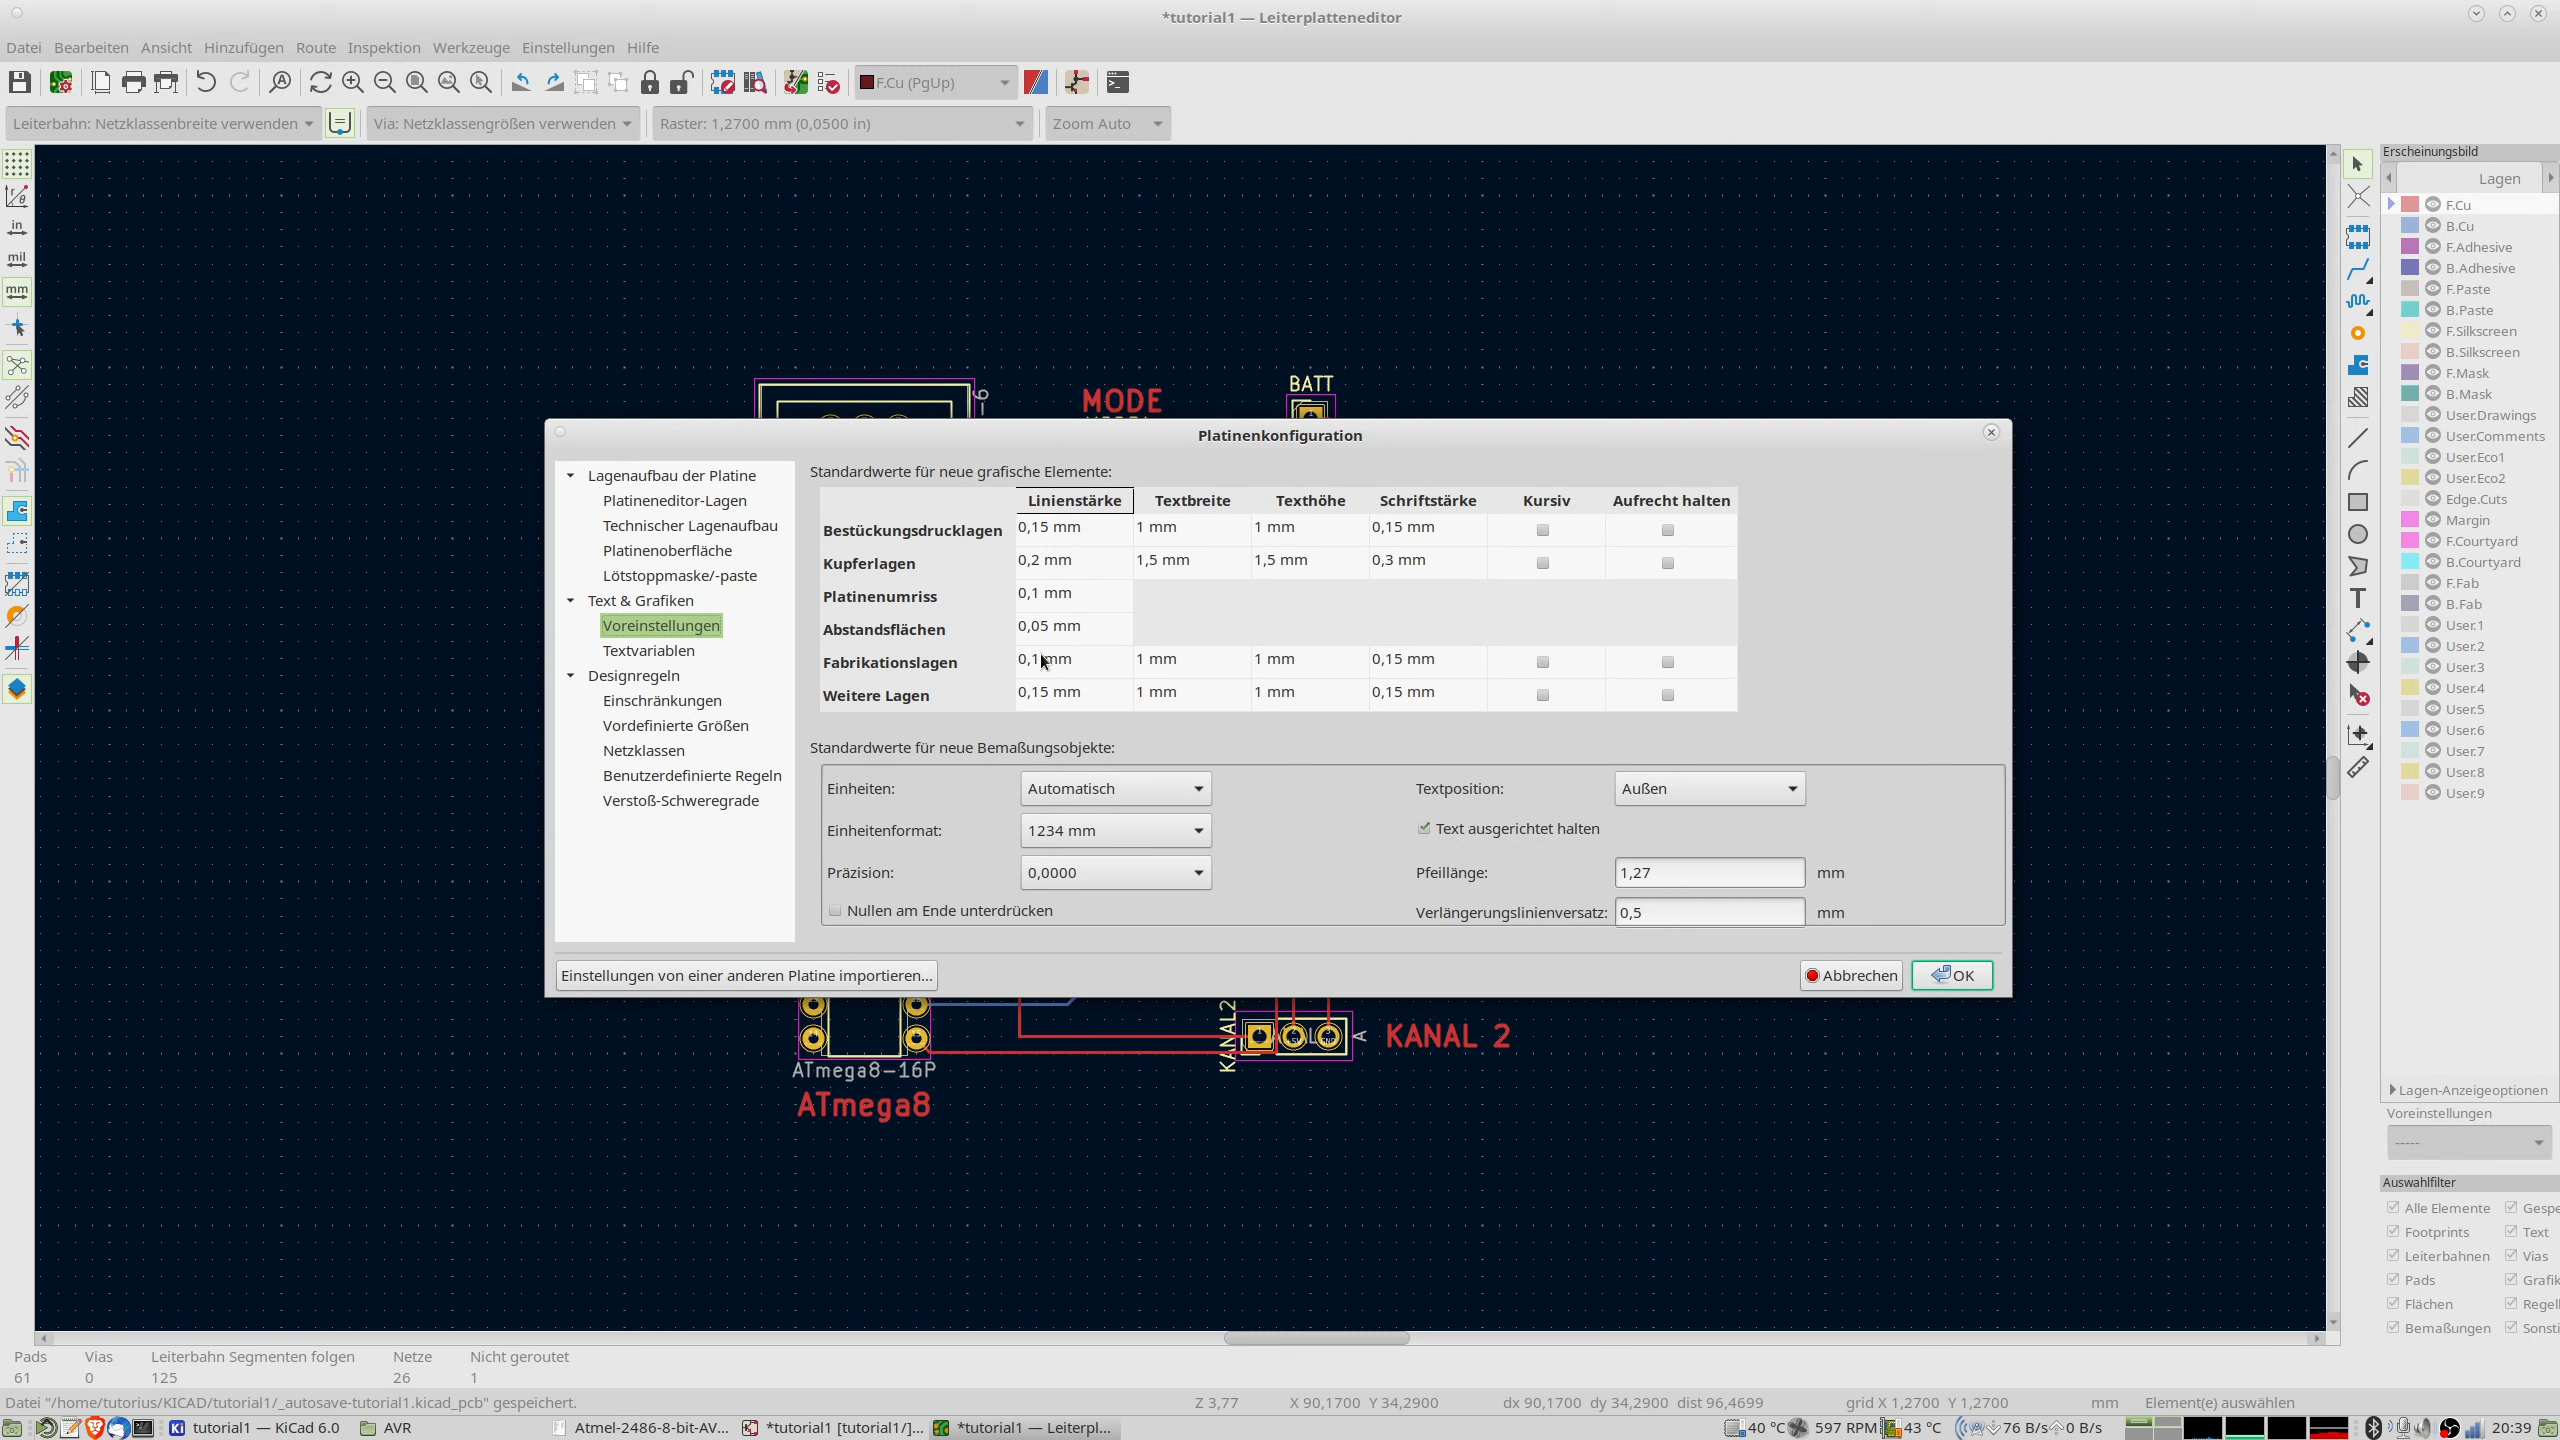 *tutorial1 — Leiterplatteneditor
Datei Bearbeiten Ansicht Hinzufügen Route Inspektion Werkzeuge Einstellungen Hilfe
F.Cu (PgUp)
Leiterbahn: Netzklassenbreite verwenden
Via: Netzklassengrößen verwenden
Raster: 1,2700 mm (0,0500 in)
Zoom Auto
in
mil
mm
MODE
BATT
Platinenkonfiguration
Lagenaufbau der Platine
Platineneditor-Lagen
Technischer Lagenaufbau
Platinenoberfläche
Lötstoppmaske/-paste
Text & Grafiken
Voreinstellungen
Textvariablen
Designregeln
Einschränkungen
Vordefinierte Größen
Netzklassen
Benutzerdefinierte Regeln
Verstoß-Schweregrade
Standardwerte für neue grafische Elemente:
Linienstärke Textbreite Texthöhe Schriftstärke Kursiv Aufrecht halten
Bestückungsdrucklagen 0,15 mm 1 mm 1 mm 0,15 mm
Kupferlagen 0,2 mm 1,5 mm 1,5 mm 0,3 mm
Platinenumriss 0,1 mm
Abstandsflächen 0,05 mm
Fabrikationslagen 0,1 mm 1 mm 1 mm 0,15 mm
Weitere Lagen 0,15 mm 1 mm 1 mm 0,15 mm
Standardwerte für neue Bemaßungsobjekte:
Einheiten: Automatisch
Einheitenformat: 1234 mm
Präzision: 0,0000
Nullen am Ende unterdrücken
Textposition: Außen
Text ausgerichtet halten
Pfeillänge: 1,27 mm
Verlängerungslinienversatz: 0,5 mm
Einstellungen von einer anderen Platine importieren...
Abbrechen
OK
KANAL2
A
KANAL 2
ATmega8-16P
ATmega8
Erscheinungsbild
Lagen
F.Cu
B.Cu
F.Adhesive
B.Adhesive
F.Paste
B.Paste
F.Silkscreen
B.Silkscreen
F.Mask
B.Mask
User.Drawings
User.Comments
User.Eco1
User.Eco2
Edge.Cuts
Margin
F.Courtyard
B.Courtyard
F.Fab
B.Fab
User.1
User.2
User.3
User.4
User.5
User.6
User.7
User.8
User.9
Lagen-Anzeigeoptionen
Voreinstellungen
-----
Auswahlfilter
Alle Elemente Gespe
Footprints Text
Leiterbahnen Vias
Pads Grafik
Flächen Regell
Bemaßungen Sonsti
Pads Vias Leiterbahn Segmenten folgen Netze Nicht geroutet
61 0 125 26 1
Datei "/home/tutorius/KICAD/tutorial1/_autosave-tutorial1.kicad_pcb" gespeichert.
Z 3,77 X 90,1700 Y 34,2900 dx 90,1700 dy 34,2900 dist 96,4699 grid X 1,2700 Y 1,2700 mm Element(e) auswählen
tutorial1 — KiCad 6.0 AVR Atmel-2486-8-bit-AV... *tutorial1 [tutorial1/]... *tutorial1 — Leiterpl... 40 °C 597 RPM 43 °C 76 B/s 0 B/s 20:39